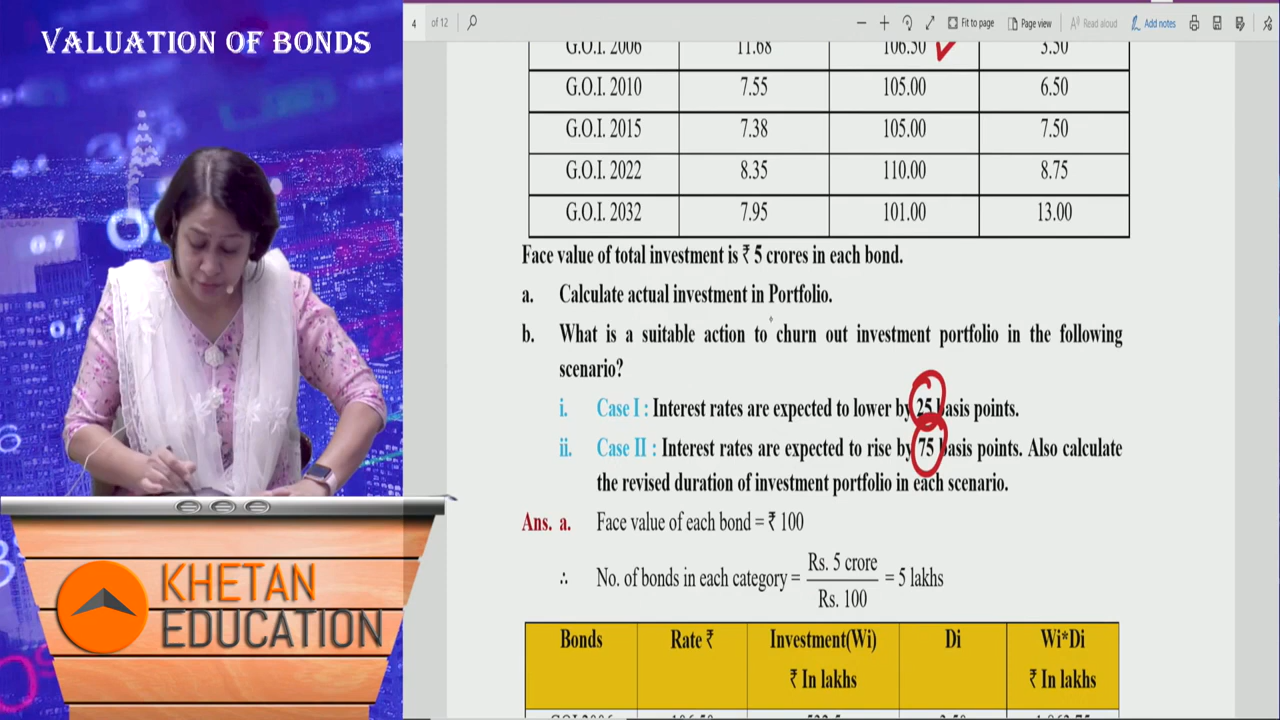 VALUATION OF BONDS
4 of 12 Fit to page Page view Read aloud Add notes
G.O.I. 2006 11.68 106.50 3.50
G.O.I. 2010 7.55 105.00 6.50
G.O.I. 2015 7.38 105.00 7.50
G.O.I. 2022 8.35 110.00 8.75
G.O.I. 2032 7.95 101.00 13.00
Face value of total investment is ₹ 5 crores in each bond.
a. Calculate actual investment in Portfolio.
b. What is a suitable action to churn out investment portfolio in the following
scenario?
i. Case I : Interest rates are expected to lower by 25 basis points.
ii. Case II : Interest rates are expected to rise by 75 basis points. Also calculate
the revised duration of investment portfolio in each scenario.
Ans. a. Face value of each bond = ₹ 100
∴ No. of bonds in each category = Rs. 5 crore / Rs. 100 = 5 lakhs
Bonds Rate ₹ Investment(Wi) Di Wi*Di
₹ In lakhs ₹ In lakhs
KHETAN
EDUCATION